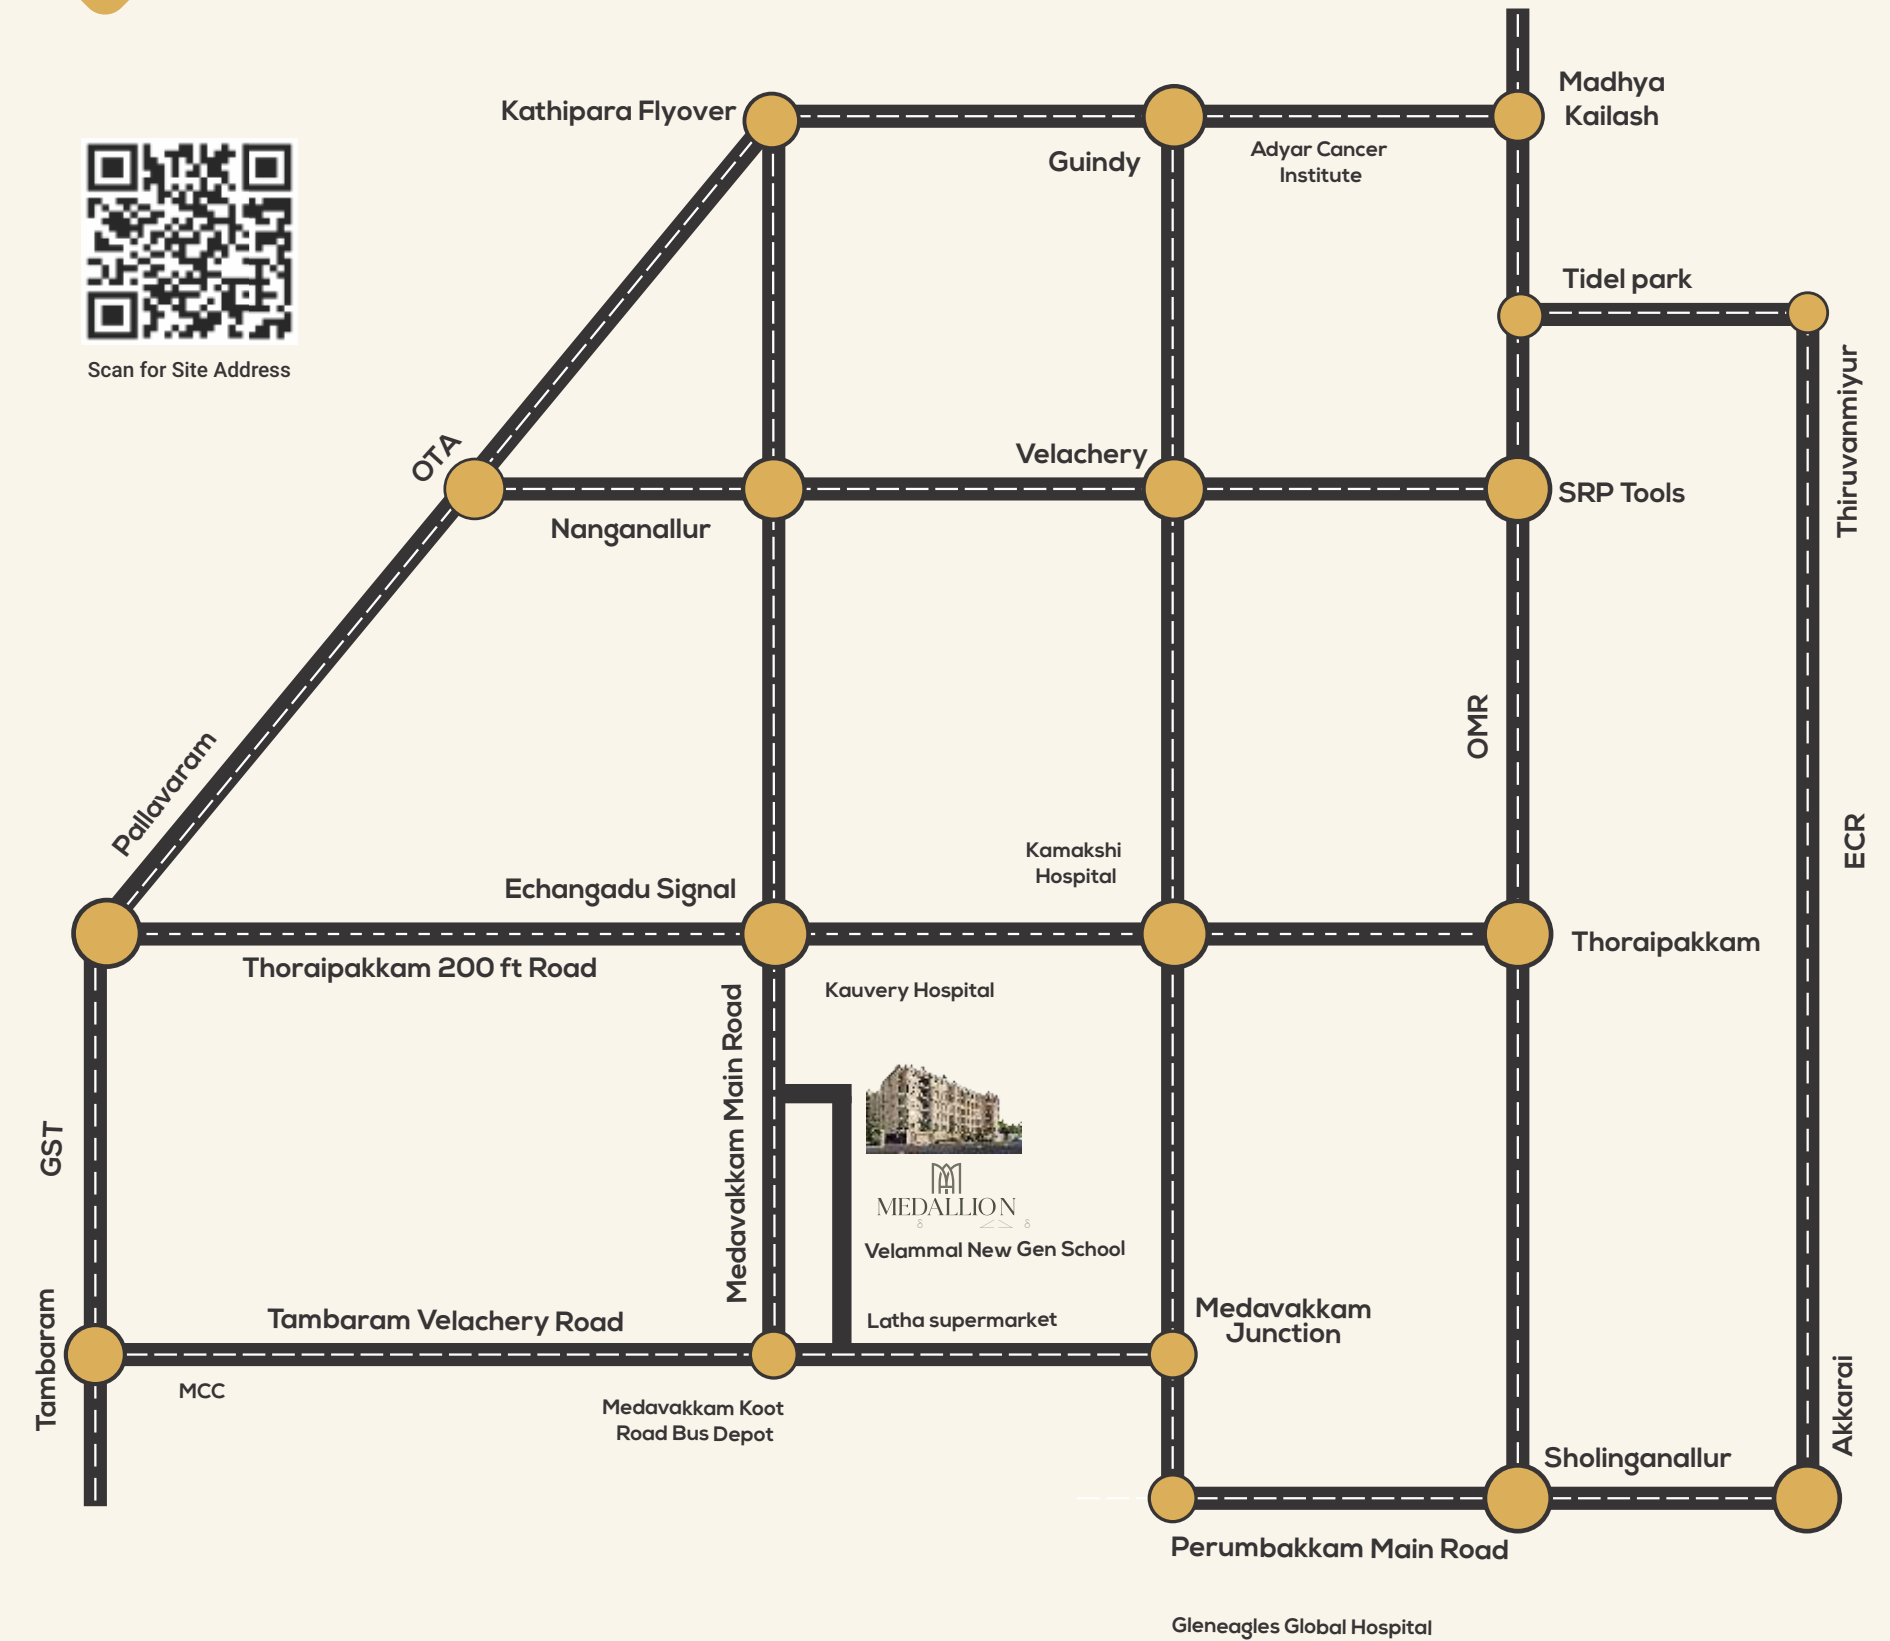 Madhya
Kailash
Kathipara Flyover
Guindy
Adyar Cancer
Institute
Tidel park
Scan for Site Address
Thiruvanmiyur
OTA
Velachery
SRP Tools
Nanganallur
OMR
Pallavaram
ECR
Kamakshi
Hospital
Echangadu Signal
Thoraipakkam
Thoraipakkam 200 ft Road
Kauvery Hospital
Medavakkam Main Road
GST
MEDALLION
Velammal New Gen School
Tambaram
Tambaram Velachery Road
Latha supermarket
Medavakkam
Junction
MCC
Medavakkam Koot
Road Bus Depot
Akkarai
Sholinganallur
Perumbakkam Main Road
Gleneagles Global Hospital